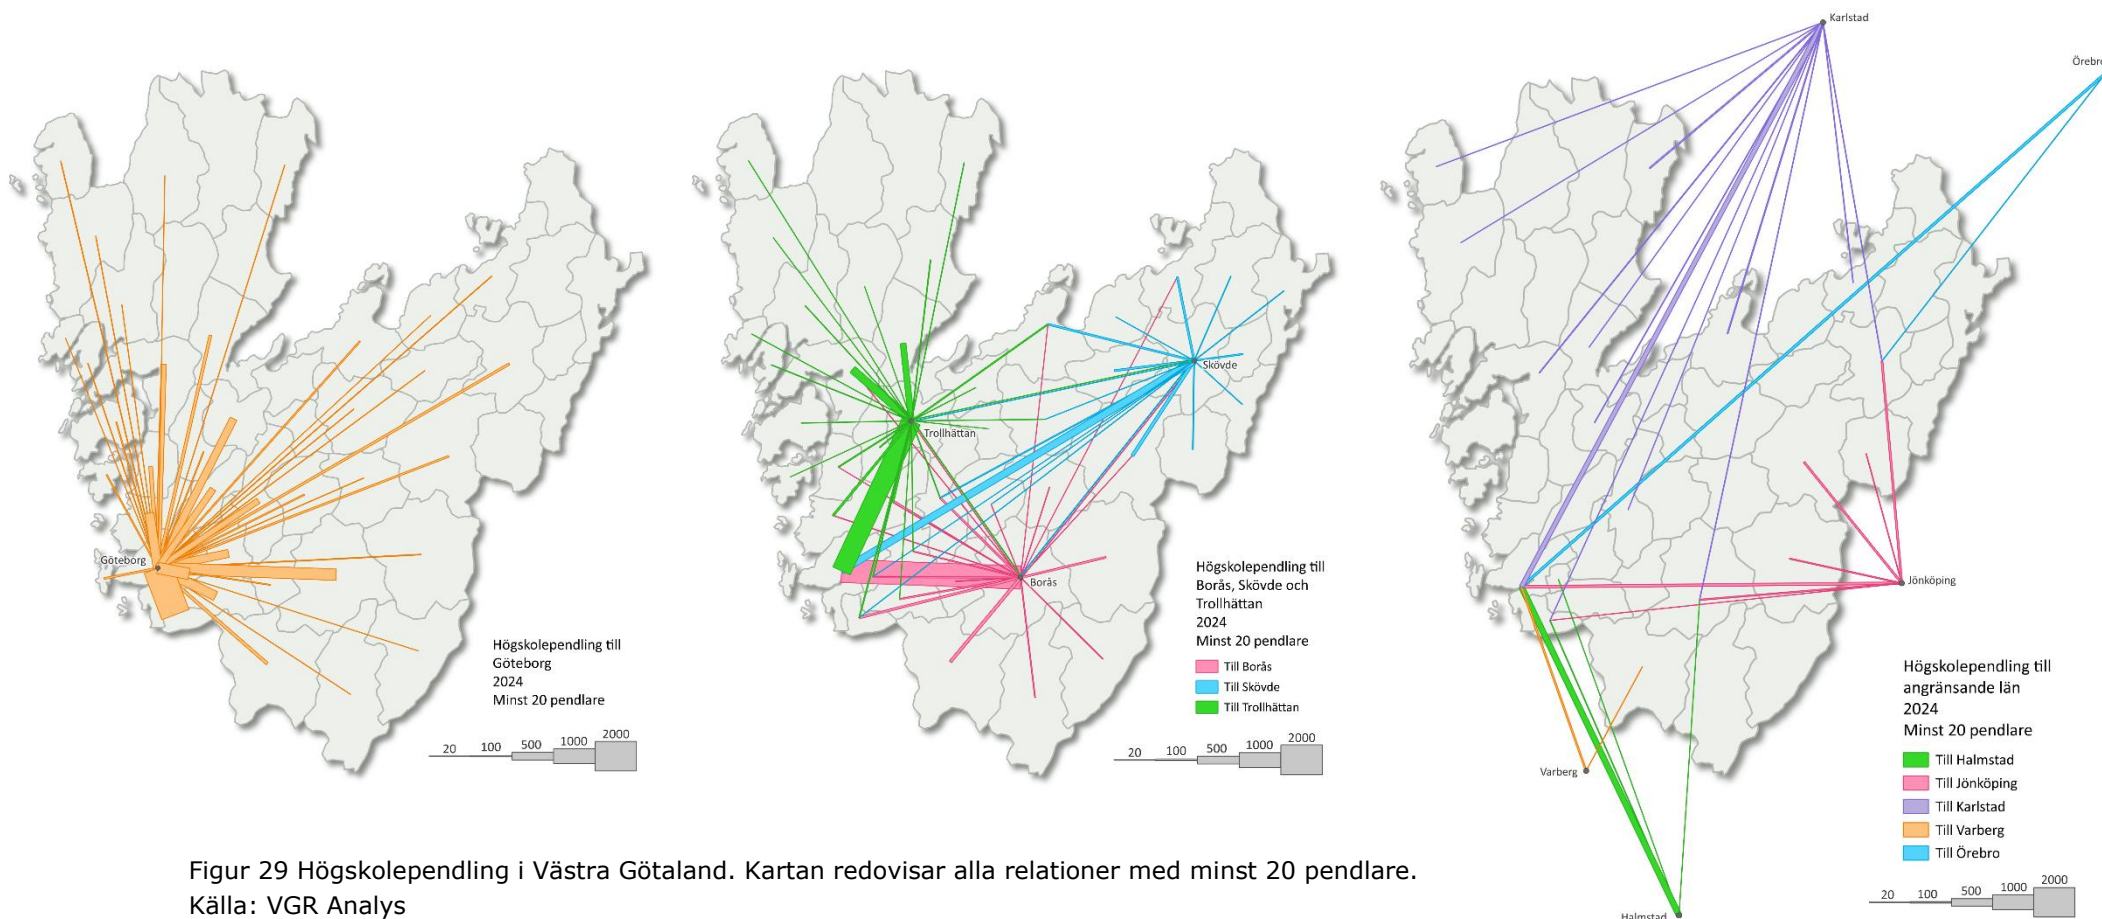 Göteborg
Högskolependling till
Göteborg
2024
Minst 20 pendlare
20 100 500 1000 2000
Trollhättan
Skövde
Borås
Högskolependling till
Borås, Skövde och
Trollhättan
2024
Minst 20 pendlare
Till Borås
Till Skövde
Till Trollhättan
20 100 500 1000 2000
Karlstad
Örebro
Jönköping
Varberg
Halmstad
Högskolependling till
angränsande län
2024
Minst 20 pendlare
Till Halmstad
Till Jönköping
Till Karlstad
Till Varberg
Till Örebro
20 100 500 1000 2000
Figur 29 Högskolependling i Västra Götaland. Kartan redovisar alla relationer med minst 20 pendlare.
Källa: VGR Analys